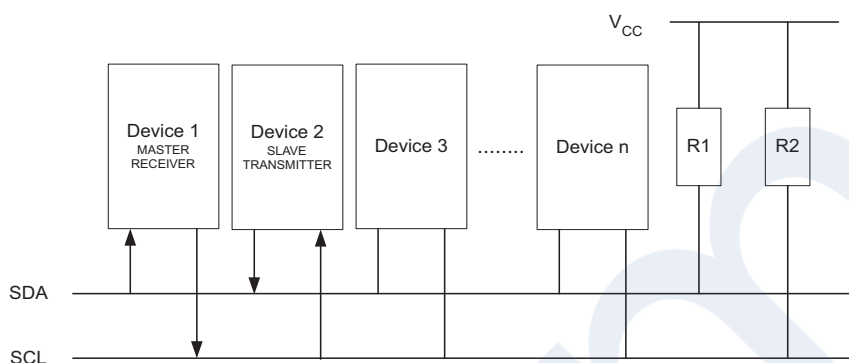 VCC
Device 1
MASTER
RECEIVER
Device 2
SLAVE
TRANSMITTER
Device 3
........
Device n
R1
R2
SDA
SCL